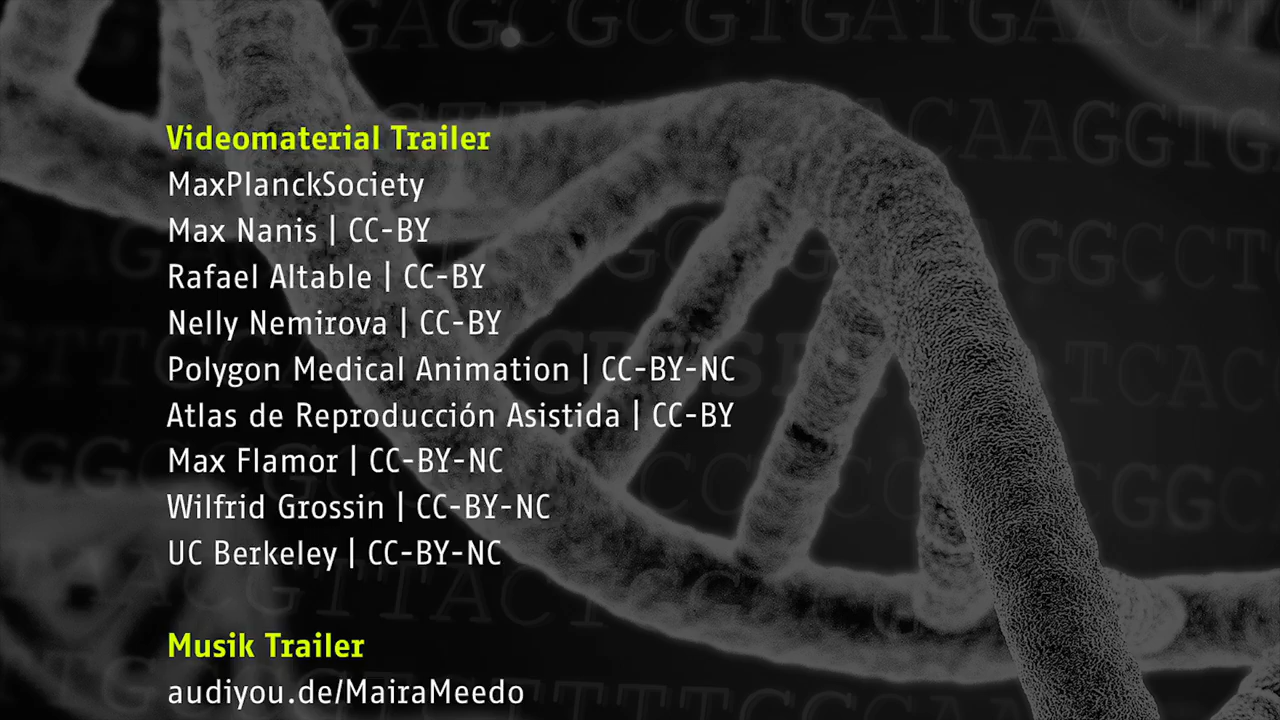 Videomaterial Trailer
MaxPlanckSociety
Max Nanis | CC-BY
Rafael Altable | CC-BY
Nelly Nemirova | CC-BY
Polygon Medical Animation | CC-BY-NC
Atlas de Reproducción Asistida | CC-BY
Max Flamor | CC-BY-NC
Wilfrid Grossin | CC-BY-NC
UC Berkeley | CC-BY-NC
Musik Trailer
audiyou.de/MairaMeedo